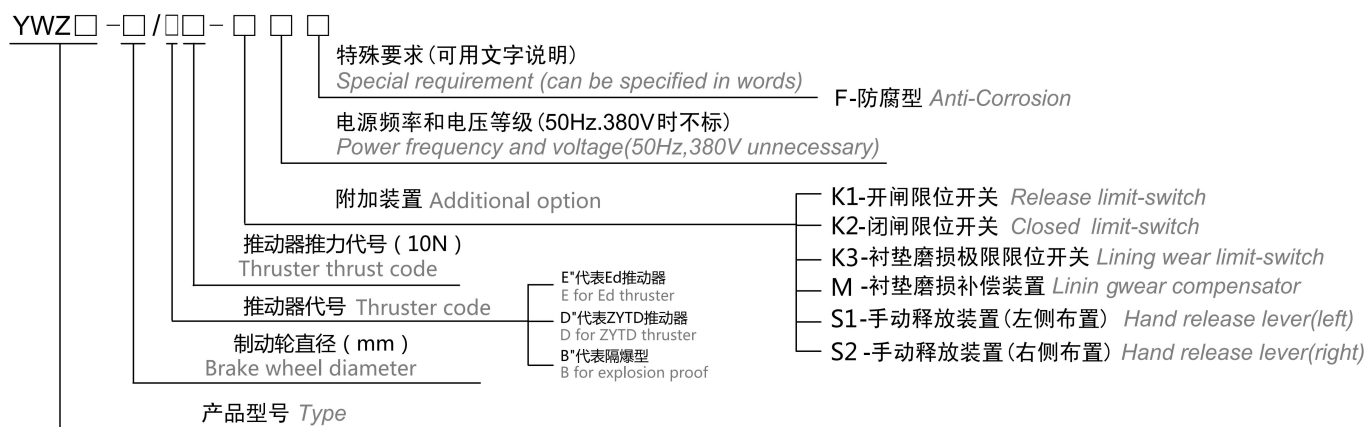 YWZ□-□/□□-□ □ □
特殊要求(可用文字说明)
Special requirement (can be specified in words)
F-防腐型 Anti-Corrosion
电源频率和电压等级(50Hz.380V时不标)
Power frequency and voltage(50Hz,380V unnecessary)
附加装置 Additional option
K1-开闸限位开关 Release limit-switch
K2-闭闸限位开关 Closed limit-switch
K3-衬垫磨损极限限位开关 Lining wear limit-switch
M -衬垫磨损补偿装置 Linin gwear compensator
S1-手动释放装置(左侧布置) Hand release lever(left)
S2 -手动释放装置(右侧布置) Hand release lever(right)
推动器推力代号(10N)
Thruster thrust code
推动器代号 Thruster code
E"代表Ed推动器
E for Ed thruster
D"代表ZYTD推动器
D for ZYTD thruster
B"代表隔爆型
B for explosion proof
制动轮直径(mm)
Brake wheel diameter
产品型号 Type